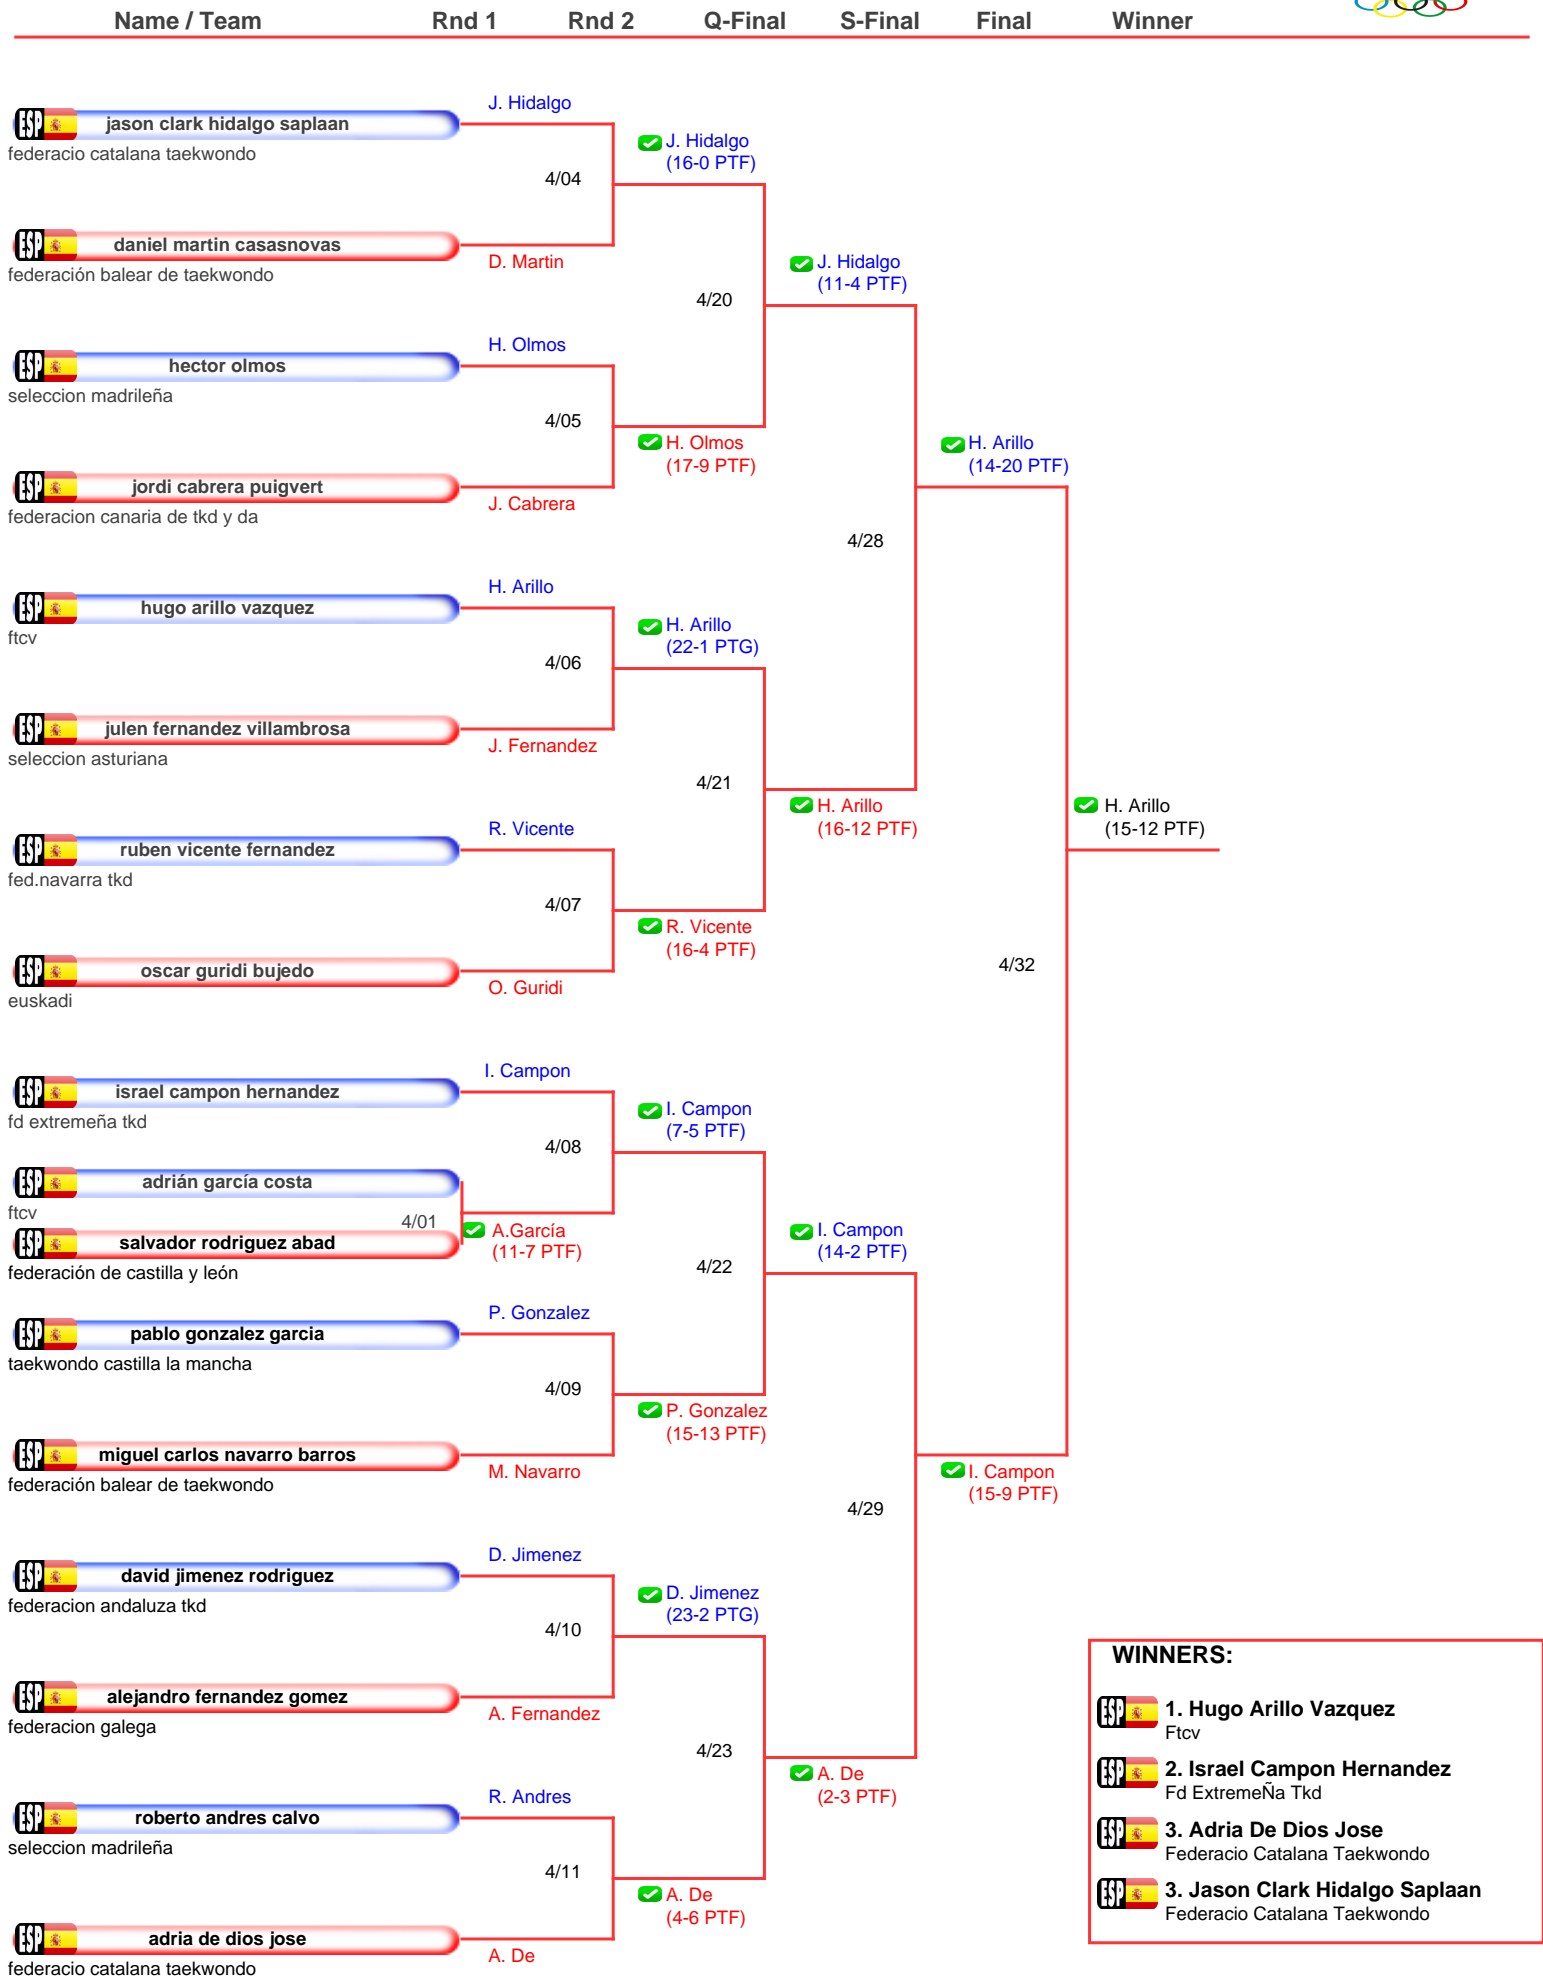 Name / Team Rnd 1 Rnd 2 Q-Final S-Final Final Winner
J. Hidalgo
ESP jason clark hidalgo saplaan
federacio catalana taekwondo
J. Hidalgo
(16-0 PTF)
4/04
ESP daniel martin casasnovas
federación balear de taekwondo
D. Martin
J. Hidalgo
(11-4 PTF)
4/20
H. Olmos
ESP hector olmos
seleccion madrileña
4/05
H. Olmos
(17-9 PTF)
H. Arillo
(14-20 PTF)
ESP jordi cabrera puigvert
federacion canaria de tkd y da
J. Cabrera
4/28
H. Arillo
ESP hugo arillo vazquez
ftcv
H. Arillo
(22-1 PTG)
4/06
ESP julen fernandez villambrosa
seleccion asturiana
J. Fernandez
4/21
H. Arillo
(16-12 PTF)
H. Arillo
(15-12 PTF)
R. Vicente
ESP ruben vicente fernandez
fed.navarra tkd
4/07
R. Vicente
(16-4 PTF)
4/32
ESP oscar guridi bujedo
euskadi
O. Guridi
I. Campon
ESP israel campon hernandez
fd extremeña tkd
I. Campon
(7-5 PTF)
4/08
ESP adrián garcía costa
ftcv
4/01
A.García
(11-7 PTF)
ESP salvador rodriguez abad
federación de castilla y león
I. Campon
(14-2 PTF)
4/22
P. Gonzalez
ESP pablo gonzalez garcia
taekwondo castilla la mancha
4/09
P. Gonzalez
(15-13 PTF)
ESP miguel carlos navarro barros
federación balear de taekwondo
M. Navarro
I. Campon
(15-9 PTF)
4/29
D. Jimenez
ESP david jimenez rodriguez
federacion andaluza tkd
D. Jimenez
(23-2 PTG)
4/10
ESP alejandro fernandez gomez
federacion galega
A. Fernandez
4/23
A. De
(2-3 PTF)
R. Andres
ESP roberto andres calvo
seleccion madrileña
4/11
A. De
(4-6 PTF)
ESP adria de dios jose
federacio catalana taekwondo
A. De
WINNERS:
ESP 1. Hugo Arillo Vazquez
Ftcv
ESP 2. Israel Campon Hernandez
Fd ExtremeÑa Tkd
ESP 3. Adria De Dios Jose
Federacio Catalana Taekwondo
ESP 3. Jason Clark Hidalgo Saplaan
Federacio Catalana Taekwondo